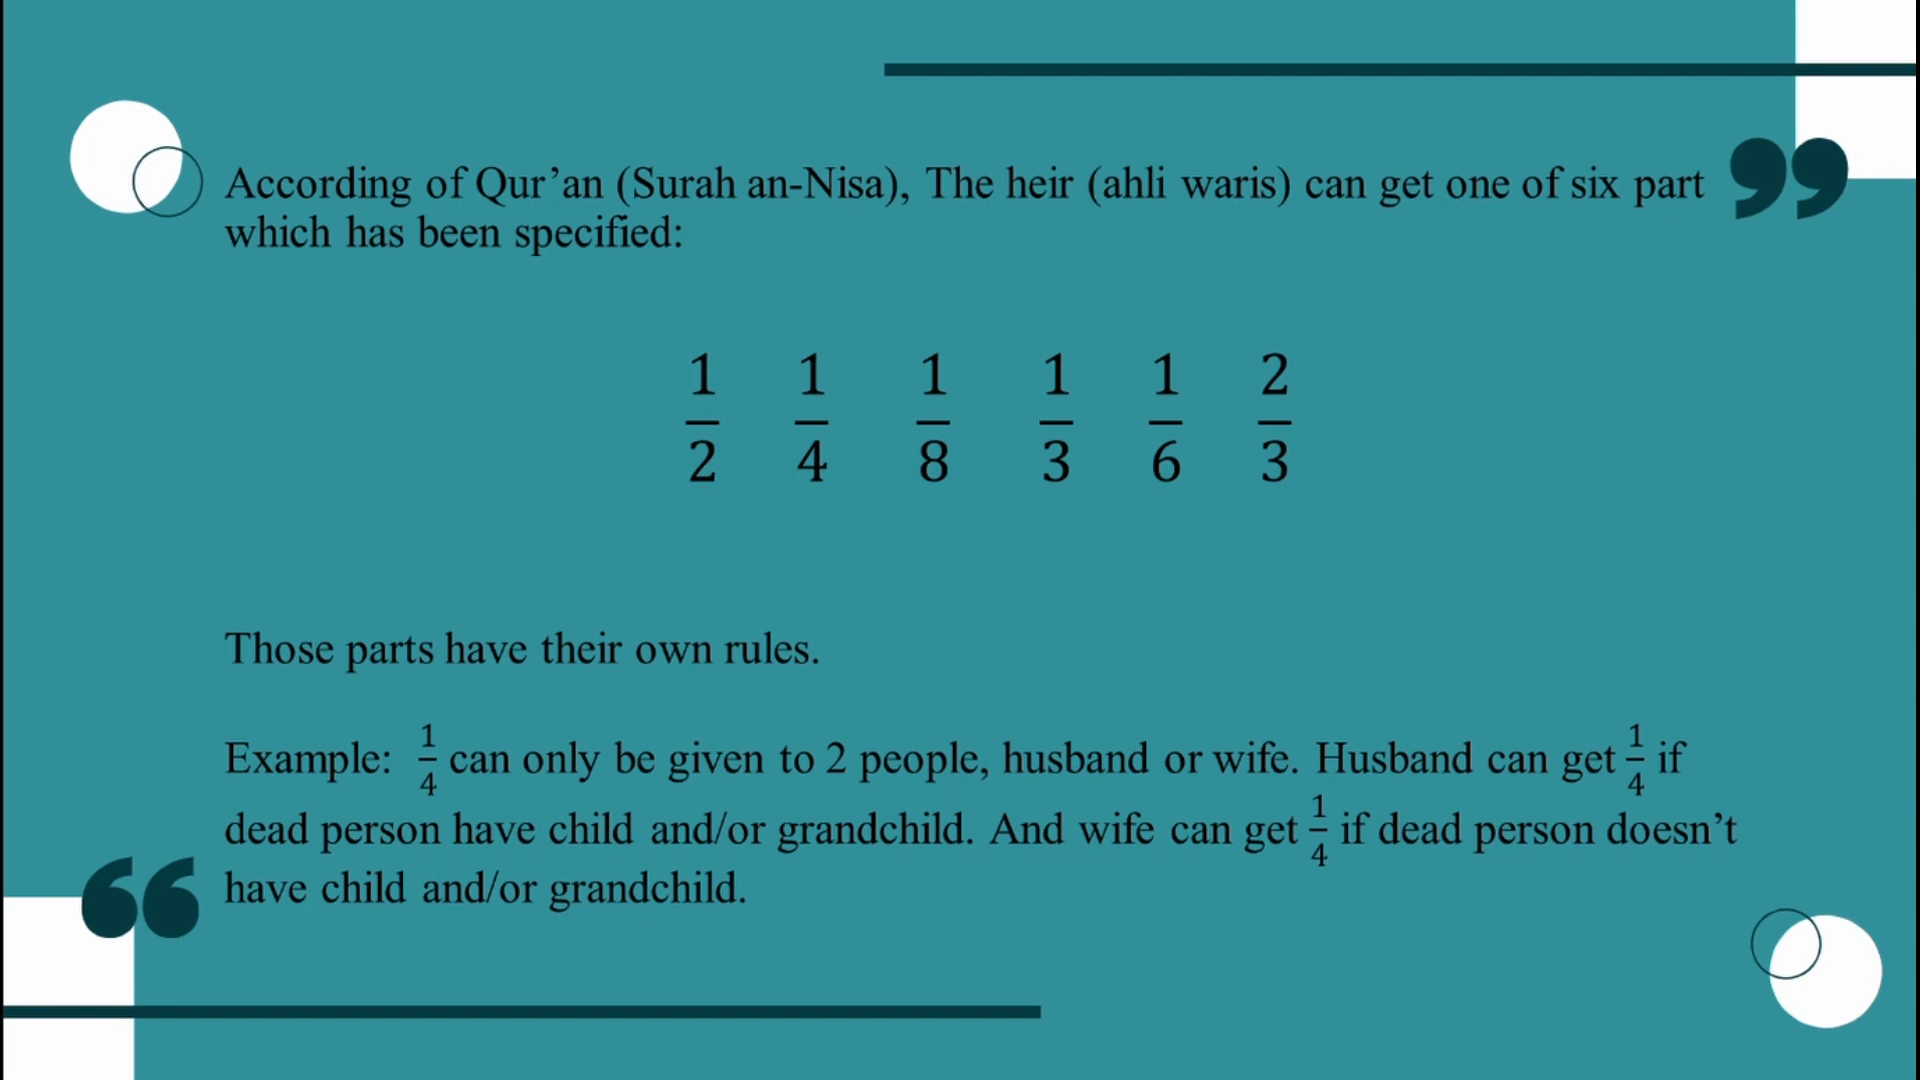 According of Qur’an (Surah an-Nisa), The heir (ahli waris) can get one of six part
which has been specified:
1/2 1/4 1/8 1/3 1/6 2/3
Those parts have their own rules.
Example: 1/4 can only be given to 2 people, husband or wife. Husband can get 1/4 if
dead person have child and/or grandchild. And wife can get 1/4 if dead person doesn’t
have child and/or grandchild.